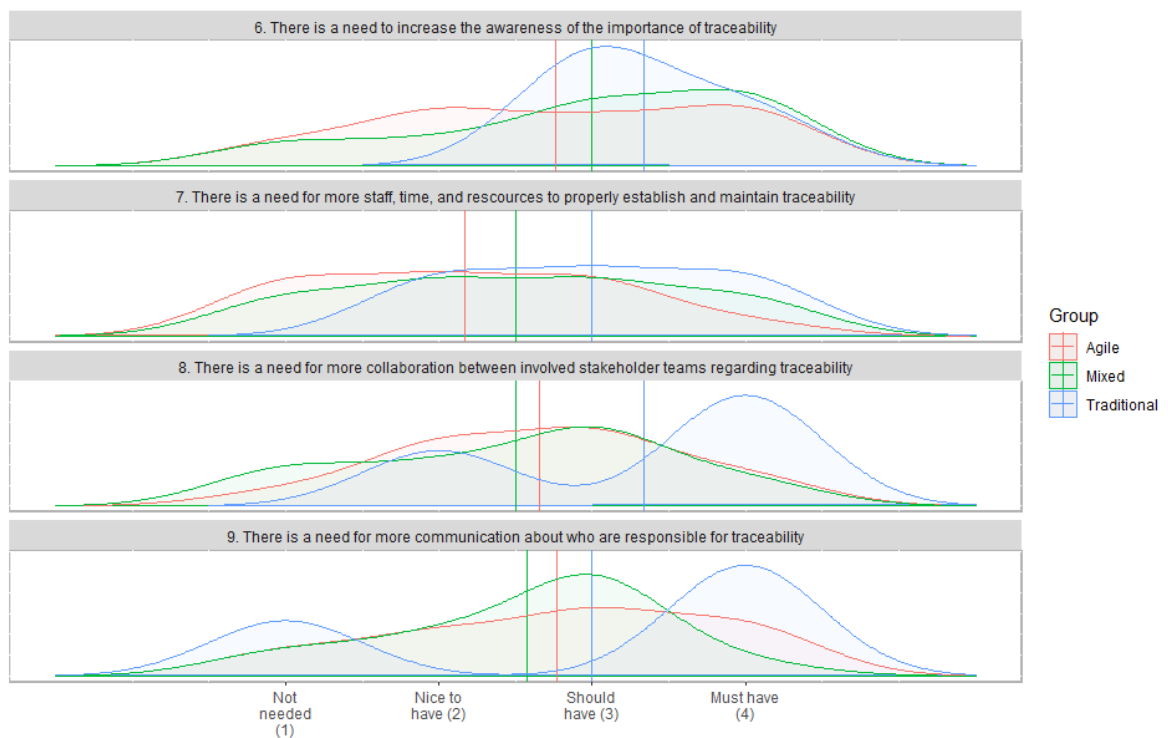 6. There is a need to increase the awareness of the importance of traceability
7. There is a need for more staff, time, and rescources to properly establish and maintain traceability
8. There is a need for more collaboration between involved stakeholder teams regarding traceability
9. There is a need for more communication about who are responsible for traceability
Group
Agile
Mixed
Traditional
Not
needed
(1)
Nice to
have (2)
Should
have (3)
Must have
(4)